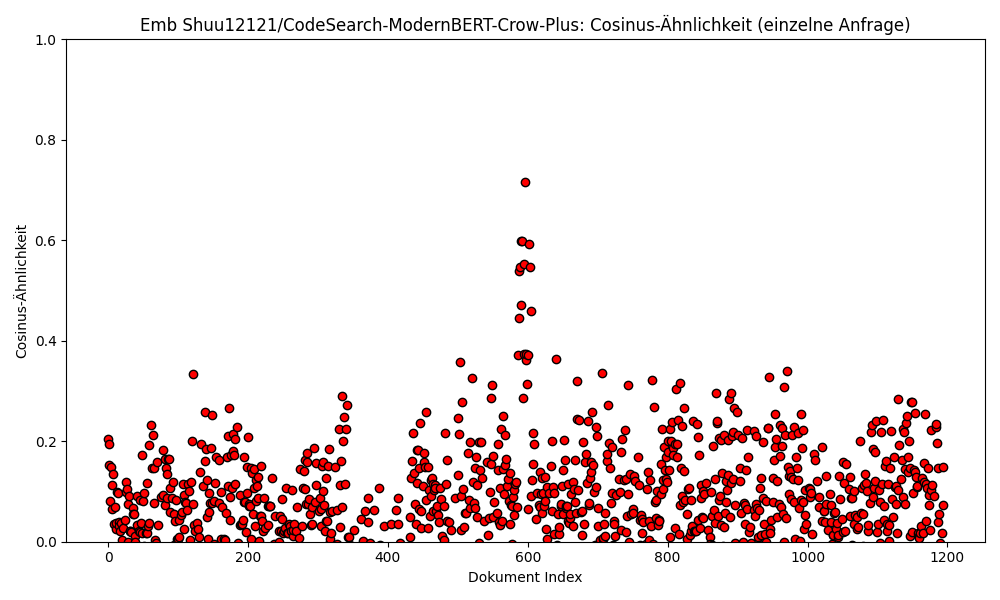 Emb Shuu12121/CodeSearch-ModernBERT-Crow-Plus: Cosinus-Ähnlichkeit (einzelne Anfrage)
1.0
0.8
0.6
0.4
0.2
0.0
Cosinus-Ähnlichkeit
0 200 400 600 800 1000 1200
Dokument Index